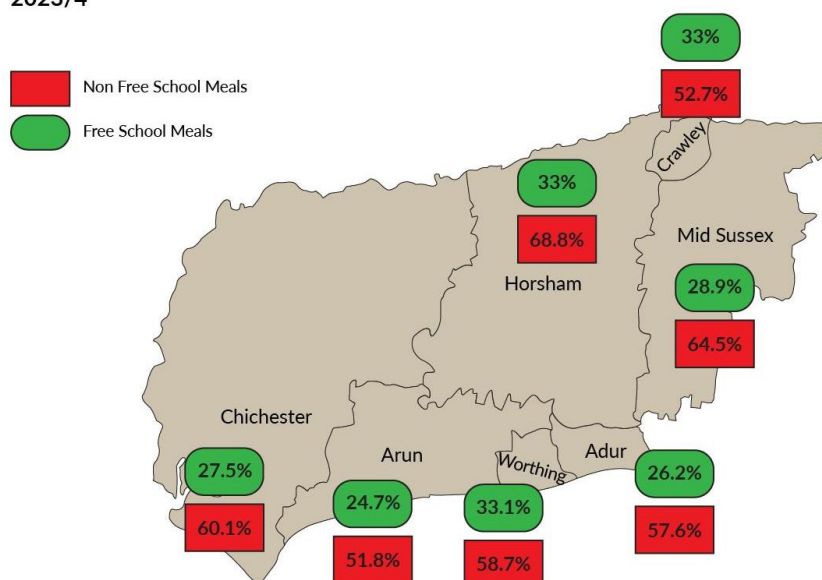 2023/4
Non Free School Meals
Free School Meals
33%
52.7%
Crawley
33%
68.8%
Horsham
Mid Sussex
28.9%
64.5%
Chichester
27.5%
60.1%
Arun
24.7%
51.8%
Worthing
33.1%
58.7%
Adur
26.2%
57.6%